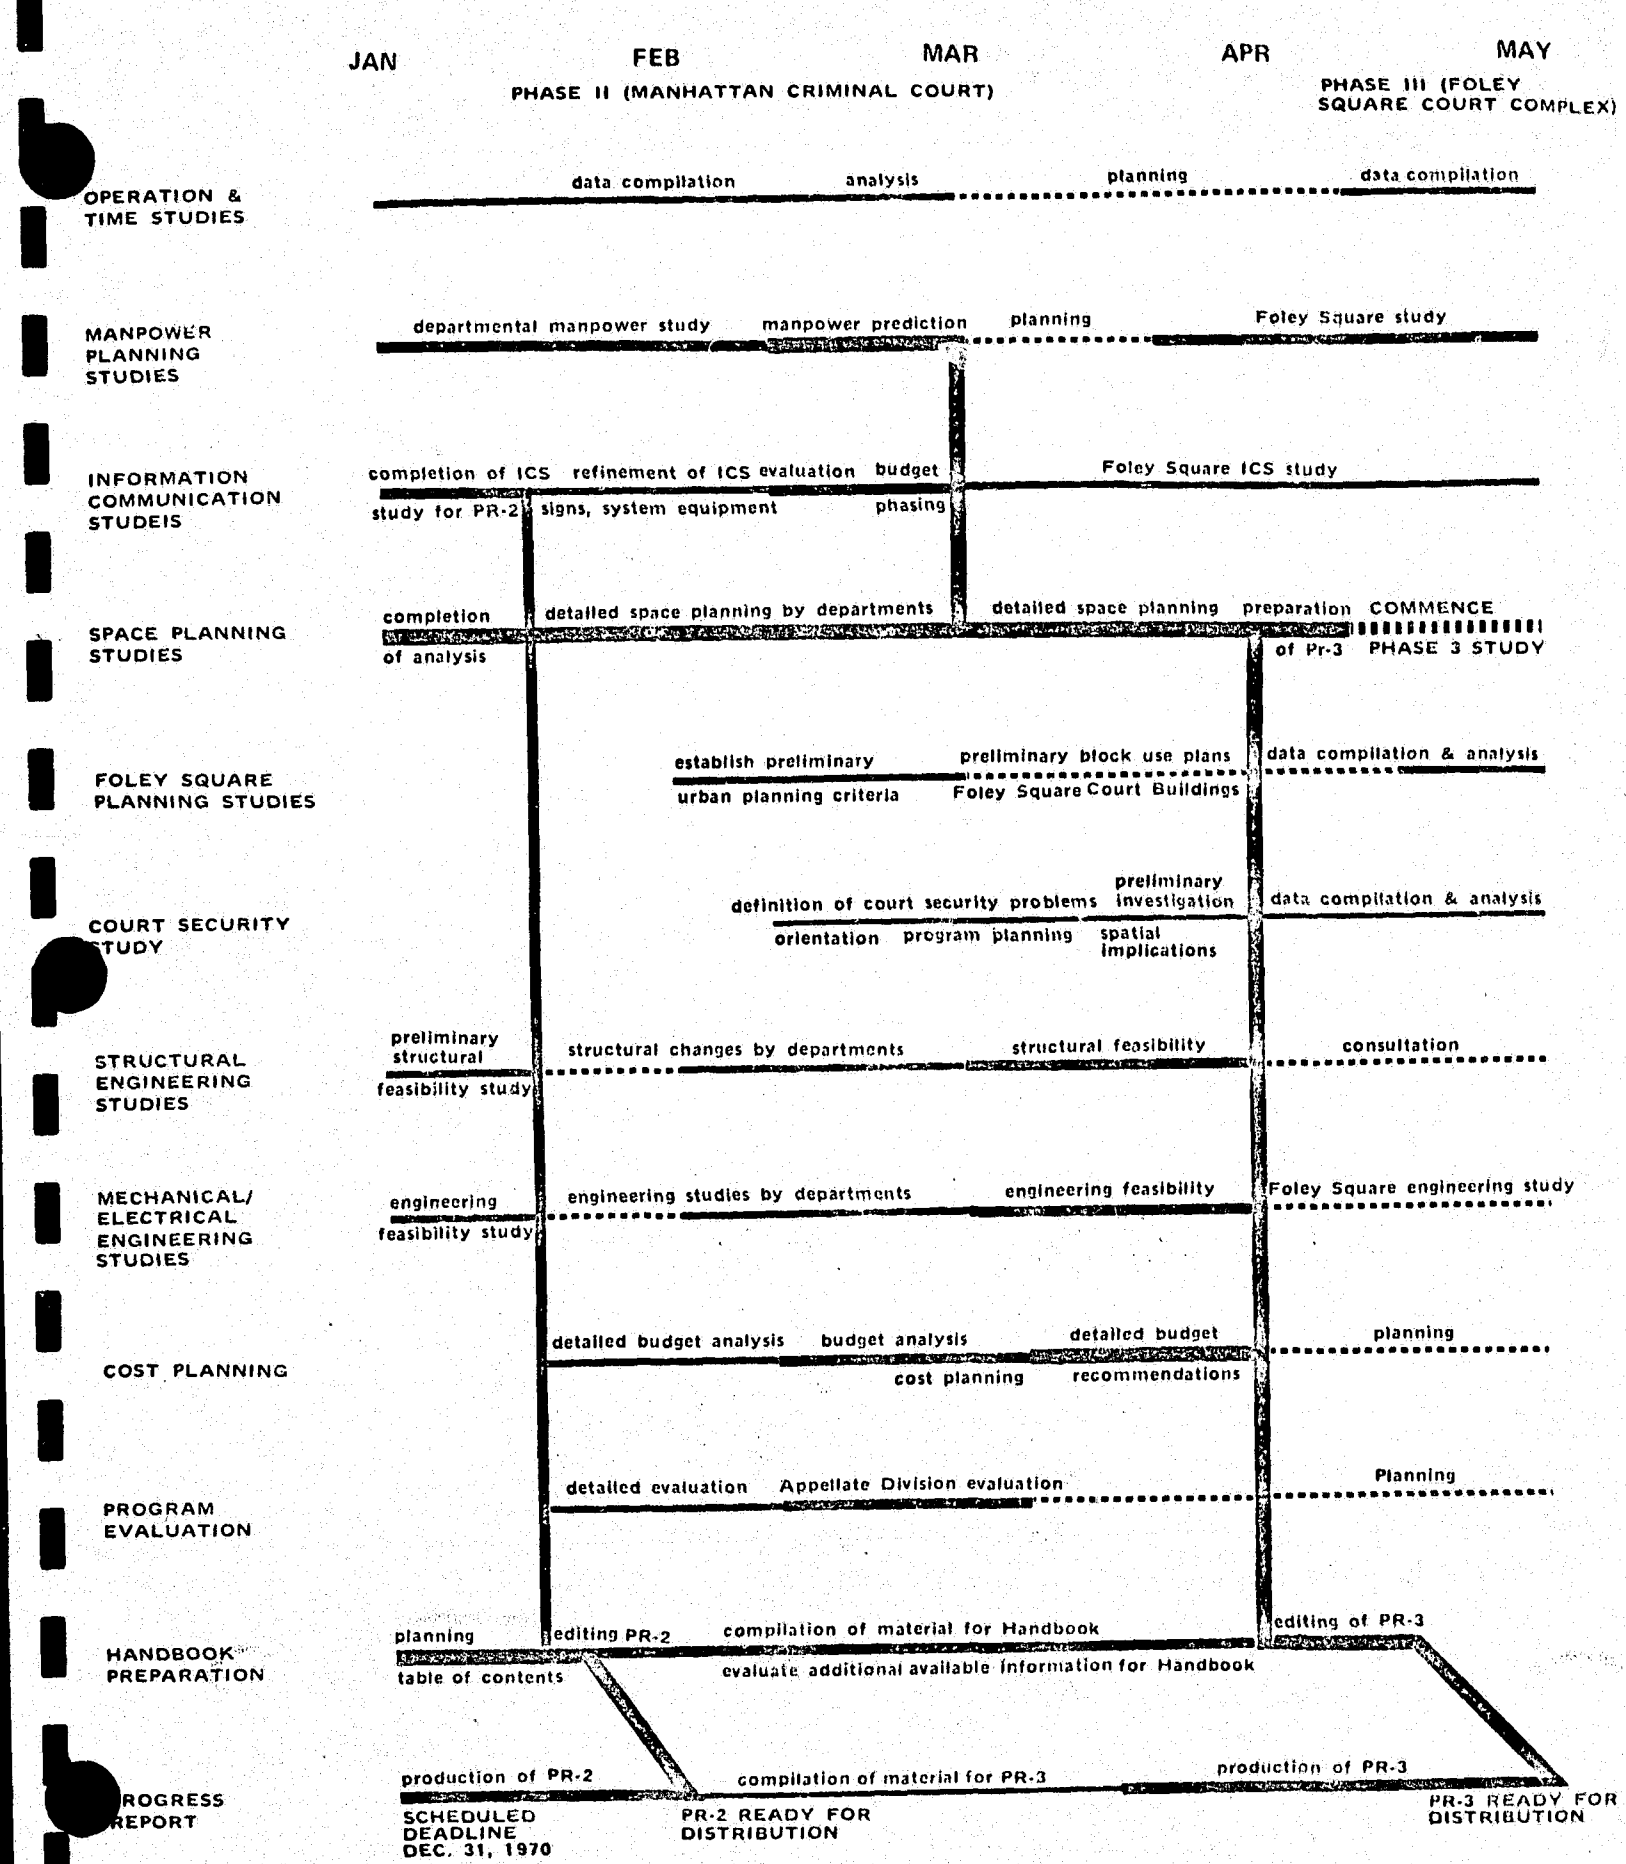 JAN FEB MAR APR MAY
PHASE II (MANHATTAN CRIMINAL COURT)
PHASE III (FOLEY
SQUARE COURT COMPLEX)
OPERATION &
TIME STUDIES
data compilation analysis planning data compilation
MANPOWER
PLANNING
STUDIES
departmental manpower study manpower prediction planning Foley Square study
INFORMATION
COMMUNICATION
STUDEIS
completion of ICS refinement of ICS evaluation budget Foley Square ICS study
study for PR-2 signs, system equipment phasing
SPACE PLANNING
STUDIES
completion detailed space planning by departments detailed space planning preparation COMMENCE
of analysis of Pr-3 PHASE 3 STUDY
FOLEY SQUARE
PLANNING STUDIES
establish preliminary preliminary block use plans data compilation & analysis
urban planning criteria Foley Square Court Buildings
COURT SECURITY
STUDY
preliminary
definition of court security problems investigation data compilation & analysis
orientation program planning spatial
implications
STRUCTURAL
ENGINEERING
STUDIES
preliminary
structural structural changes by departments structural feasibility consultation
feasibility study
MECHANICAL/
ELECTRICAL
ENGINEERING
STUDIES
engineering engineering studies by departments engineering feasibility Foley Square engineering study
feasibility study
COST PLANNING
detailed budget analysis budget analysis detailed budget planning
cost planning recommendations
PROGRAM
EVALUATION
detailed evaluation Appellate Division evaluation Planning
HANDBOOK
PREPARATION
planning editing PR-2 compilation of material for Handbook editing of PR-3
table of contents evaluate additional available information for Handbook
ROGRESS
REPORT
production of PR-2 compilation of material for PR-3 production of PR-3
SCHEDULED
DEADLINE
DEC. 31, 1970
PR-2 READY FOR
DISTRIBUTION
PR-3 READY FOR
DISTRIBUTION